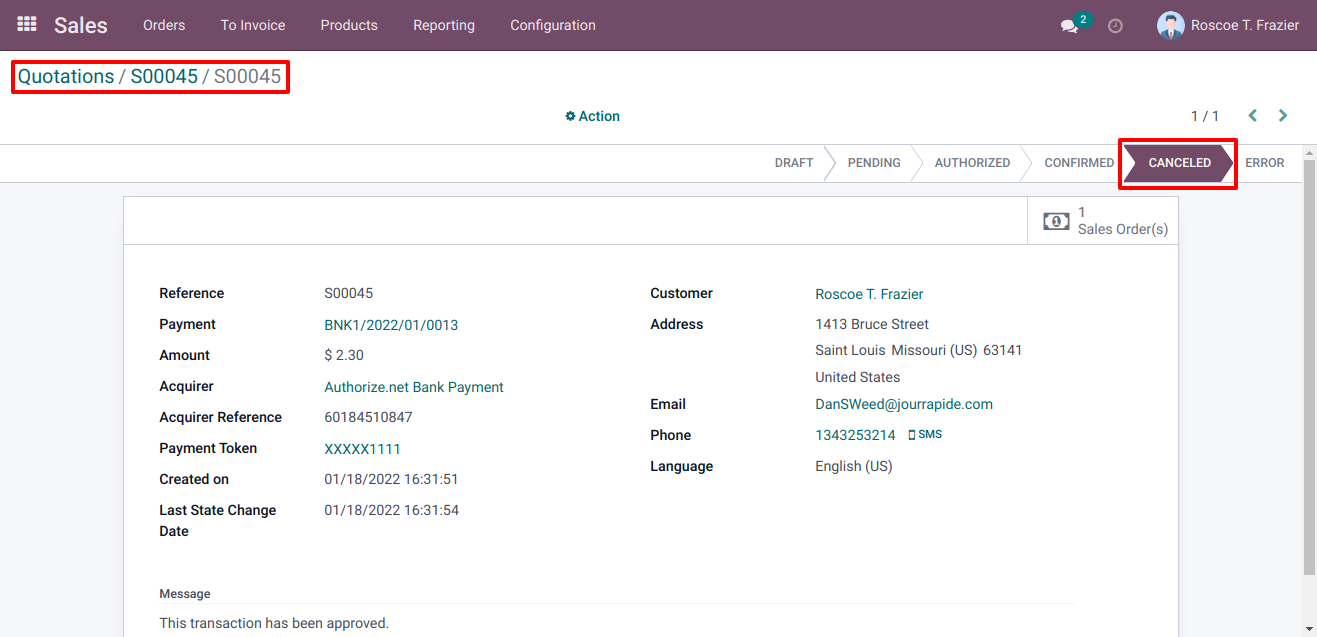 Sales Orders To Invoice Products Reporting Configuration 2 Roscoe T. Frazier
Quotations / S00045 / S00045
Action 1 / 1
DRAFT PENDING AUTHORIZED CONFIRMED CANCELED ERROR
1
Sales Order(s)
Reference S00045
Payment BNK1/2022/01/0013
Amount $ 2.30
Acquirer Authorize.net Bank Payment
Acquirer Reference 60184510847
Payment Token XXXXX1111
Created on 01/18/2022 16:31:51
Last State Change 01/18/2022 16:31:54
Date
Customer Roscoe T. Frazier
Address 1413 Bruce Street
Saint Louis Missouri (US) 63141
United States
Email DanSWeed@jourrapide.com
Phone 1343253214 SMS
Language English (US)
Message
This transaction has been approved.